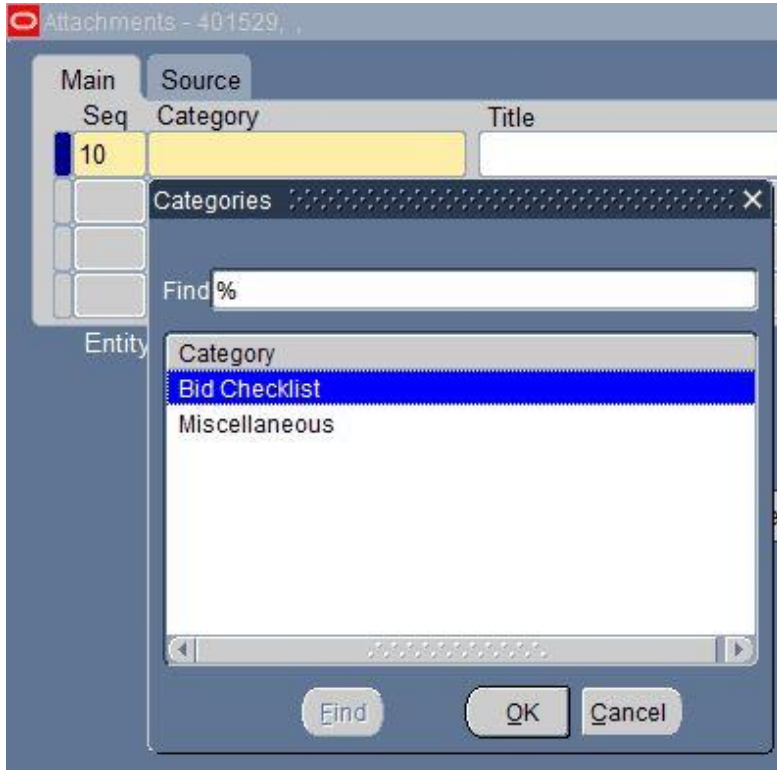 Attachments - 401529, ,
Main Source
Seq Category Title
10
Categories
Find %
Entity
Category
Bid Checklist
Miscellaneous
Find OK Cancel